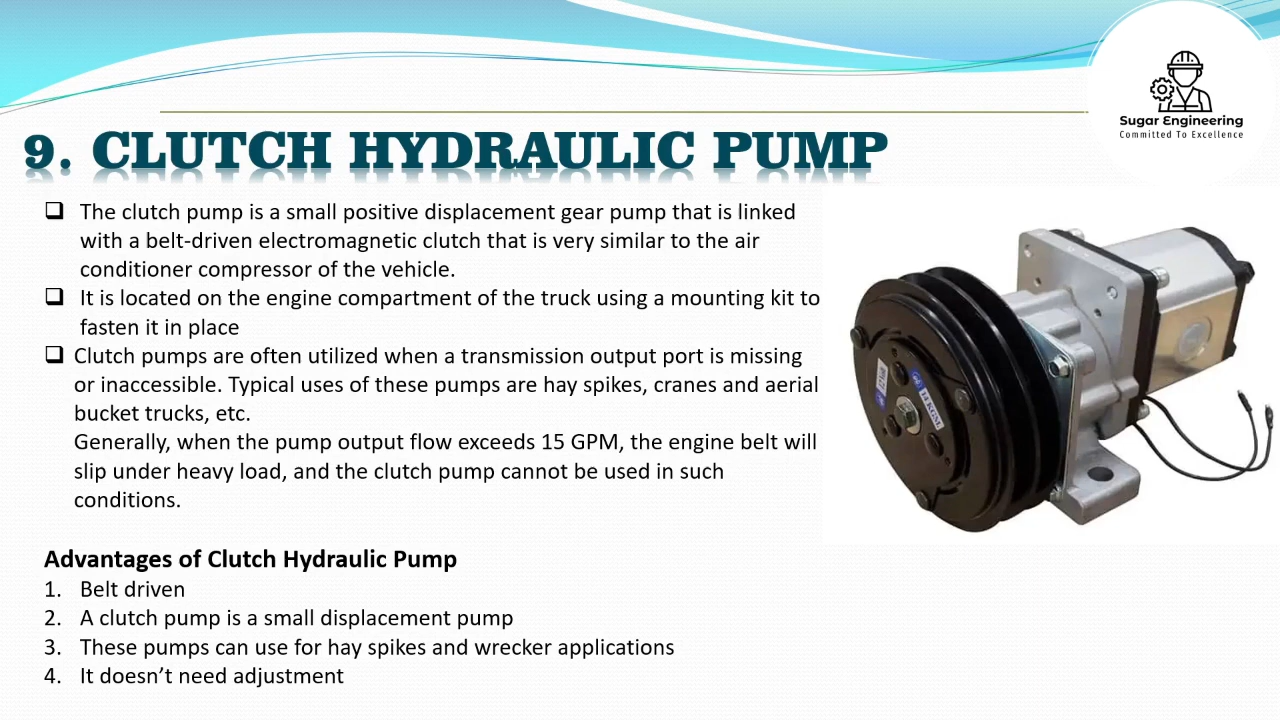 Sugar Engineering
Committed To Excellence
9. CLUTCH HYDRAULIC PUMP
❑ The clutch pump is a small positive displacement gear pump that is linked
with a belt-driven electromagnetic clutch that is very similar to the air
conditioner compressor of the vehicle.
❑ It is located on the engine compartment of the truck using a mounting kit to
fasten it in place
❑ Clutch pumps are often utilized when a transmission output port is missing
or inaccessible. Typical uses of these pumps are hay spikes, cranes and aerial
bucket trucks, etc.
Generally, when the pump output flow exceeds 15 GPM, the engine belt will
slip under heavy load, and the clutch pump cannot be used in such
conditions.
Advantages of Clutch Hydraulic Pump
1. Belt driven
2. A clutch pump is a small displacement pump
3. These pumps can use for hay spikes and wrecker applications
4. It doesn’t need adjustment